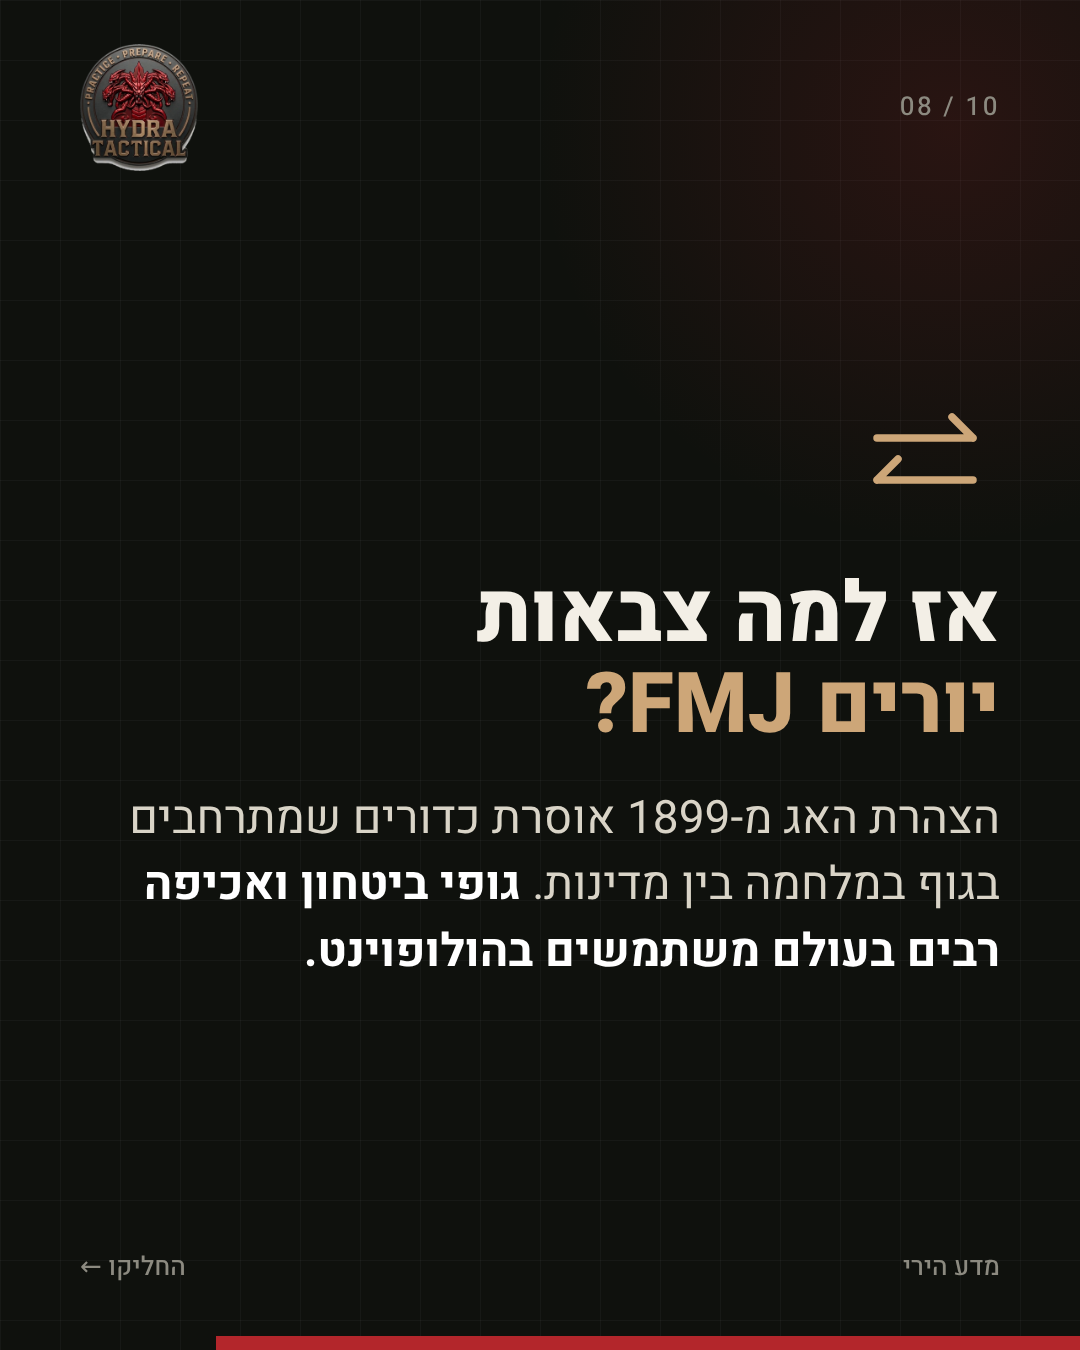 PRACTICE • PREPARE • REPEAT
HYDRA
TACTICAL
08 / 10
אז למה צבאות
יורים FMJ?
הצהרת האג מ-1899 אוסרת כדורים שמתרחבים
בגוף במלחמה בין מדינות. גופי ביטחון ואכיפה
רבים בעולם משתמשים בהולופוינט.
מדע הירי
החליקו ←